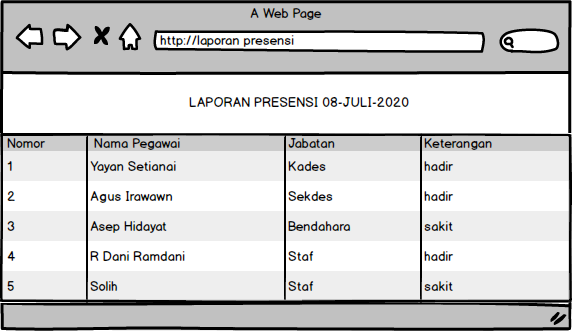 A Web Page
http://laporan presensi
LAPORAN PRESENSI 08-JULI-2020
Nomor Nama Pegawai Jabatan Keterangan
1 Yayan Setianai Kades hadir
2 Agus Irawawn Sekdes hadir
3 Asep Hidayat Bendahara sakit
4 R Dani Ramdani Staf hadir
5 Solih Staf sakit